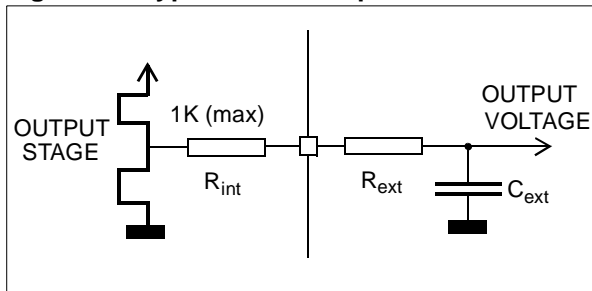 OUTPUT
STAGE
1K (max)
Rint
Rext
OUTPUT
VOLTAGE
Cext